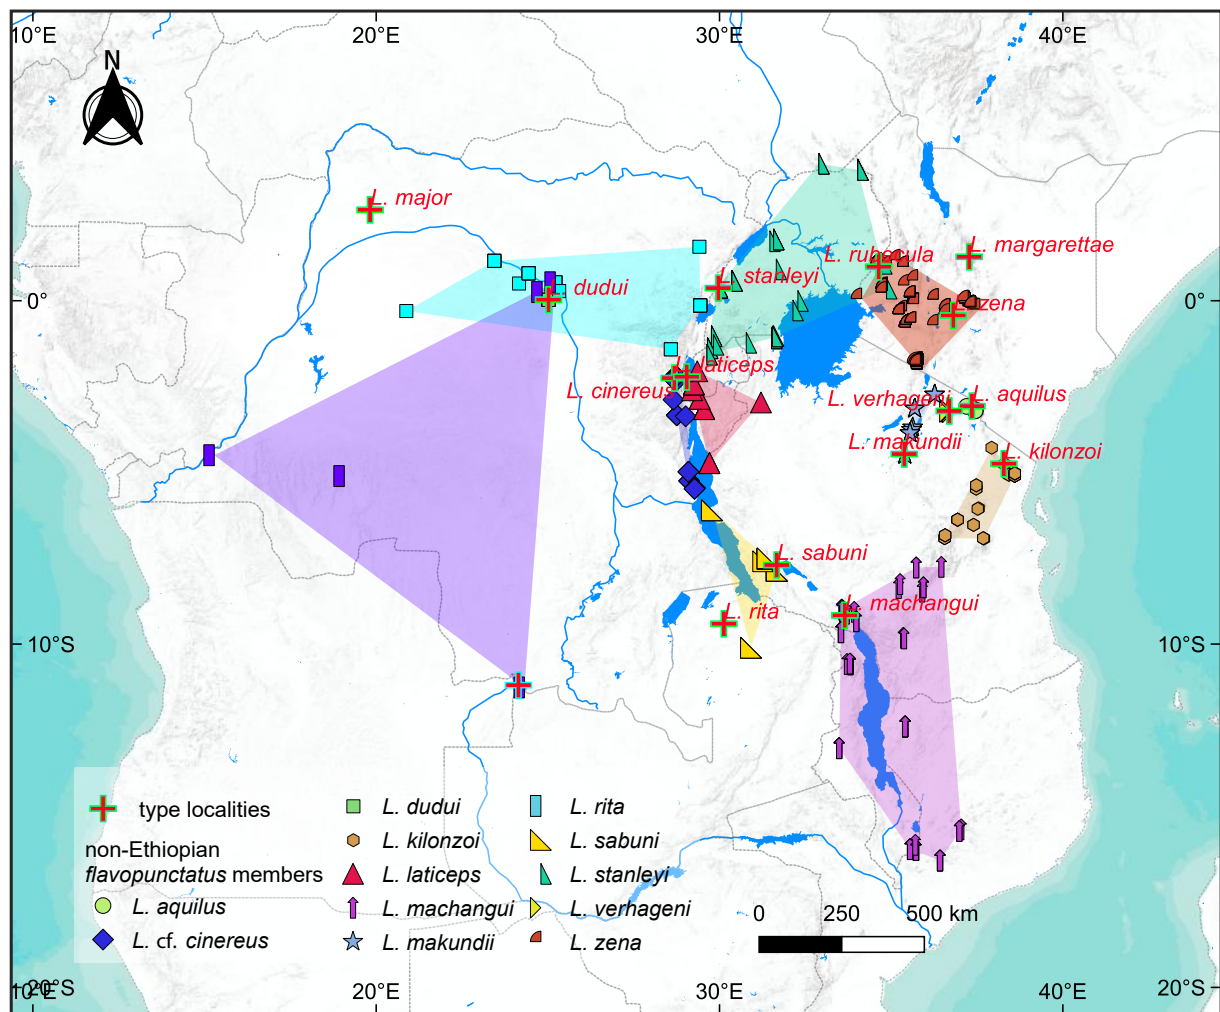 10°E 20°E 30°E 40°E
N
L. major
L. margarettae
L. rubecula
L. stanleyi
dudui
0° 0°
zena
L. laticeps
L. cinereus
L. verhageni
L. aquilus
L. makundii
L. kilonzoi
L. sabuni
L. rita
L. machangui
10°S 10°S
type localities
non-Ethiopian
flavopunctatus members
L. aquilus
L. cf. cinereus
L. dudui
L. kilonzoi
L. laticeps
L. machangui
L. makundii
L. rita
L. sabuni
L. stanleyi
L. verhageni
L. zena
0 250 500 km
20°S 20°S
10°E 20°E 30°E 40°E